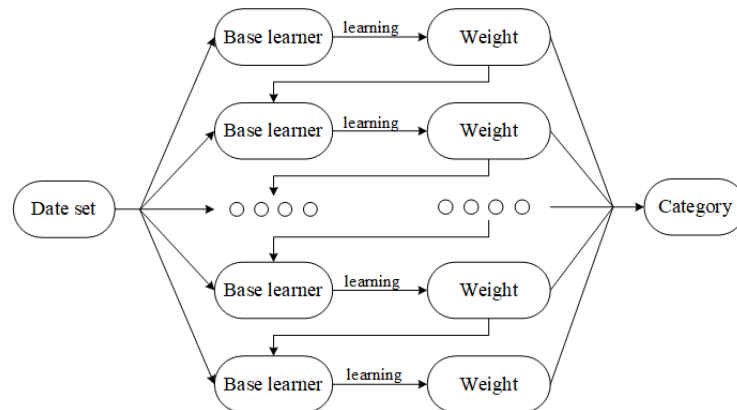 Base learner
learning
Weight
Base learner
learning
Weight
Date set
Category
Base learner
learning
Weight
Base learner
learning
Weight